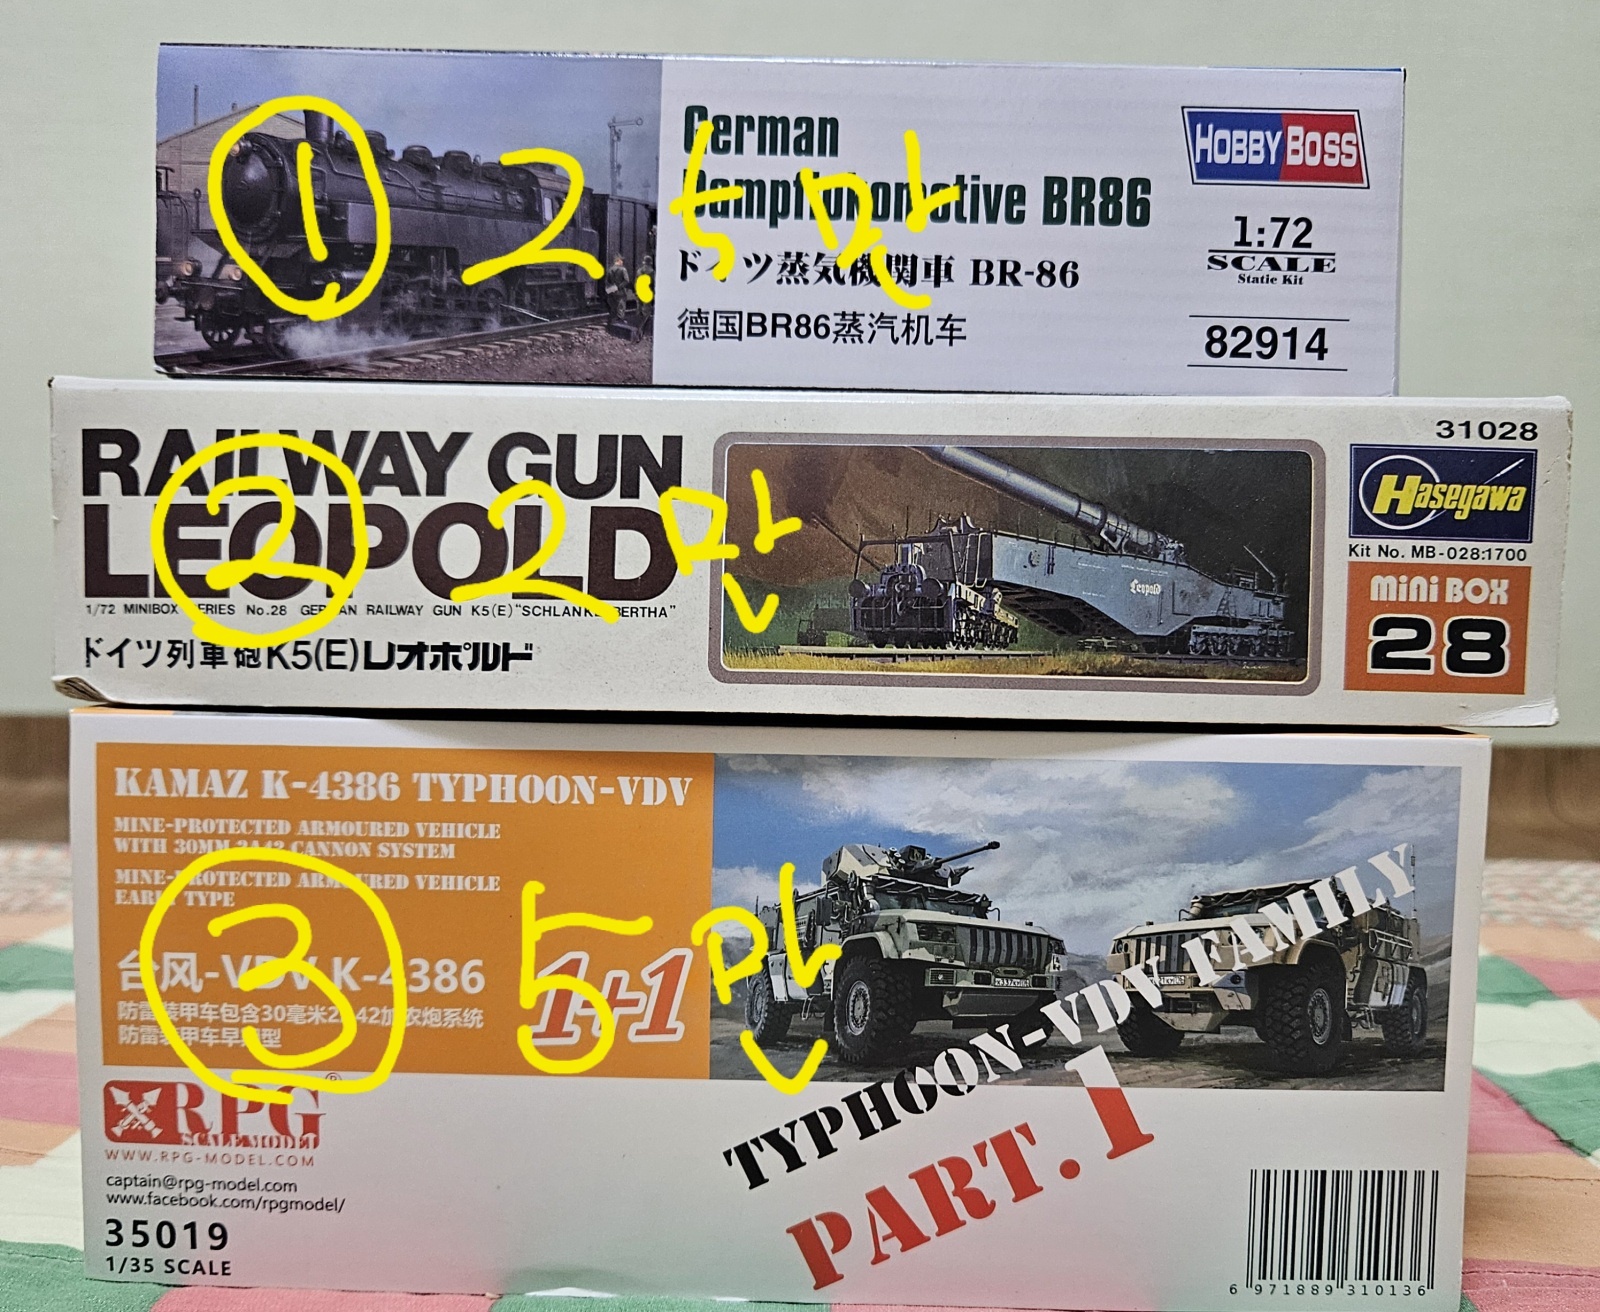 ① 2.5만
German
Dampflokomotive BR86
ドイツ蒸気機関車 BR-86
德国BR86蒸汽机车
HOBBY BOSS
1:72
SCALE
Static Kit
82914
② 2만
RAILWAY GUN
LEOPOLD
1/72 MINIBOX SERIES No.28 GERMAN RAILWAY GUN K5(E)"SCHLANKE BERTHA"
ドイツ列車砲K5(E)レオポルド
Leopold
31028
Hasegawa
Kit No. MB-028:1700
MiNi BOX
28
③ 5만
KAMAZ K-4386 TYPHOON-VDV
MINE-PROTECTED ARMOURED VEHICLE
WITH 30MM 2A42 CANNON SYSTEM
MINE-PROTECTED ARMOURED VEHICLE
EARLY TYPE
台风-VDV K-4386
防雷装甲车包含30毫米2A42加农炮系统
防雷装甲车早期型
1+1
RPG®
SCALEMODEL
WWW.RPG-MODEL.COM
captain@rpg-model.com
www.facebook.com/rpgmodel/
35019
1/35 SCALE
TYPHOON-VDV FAMILY
PART.1
6 971889 310136